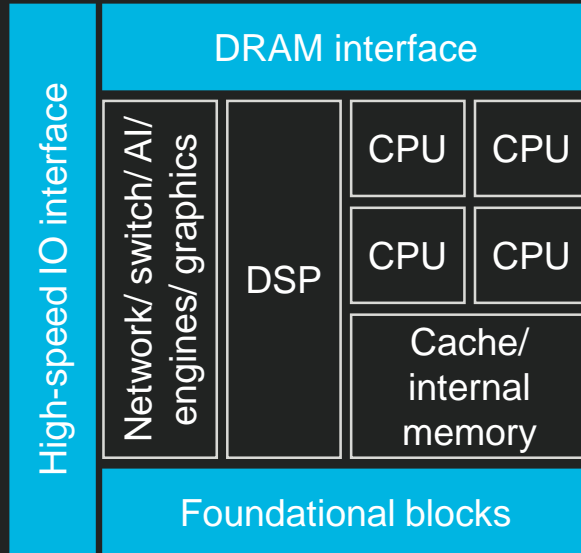 High-speed IO interface
DRAM interface
Network/ switch/ AI/
engines/ graphics
DSP
CPU
CPU
CPU
CPU
Cache/
internal
memory
Foundational blocks